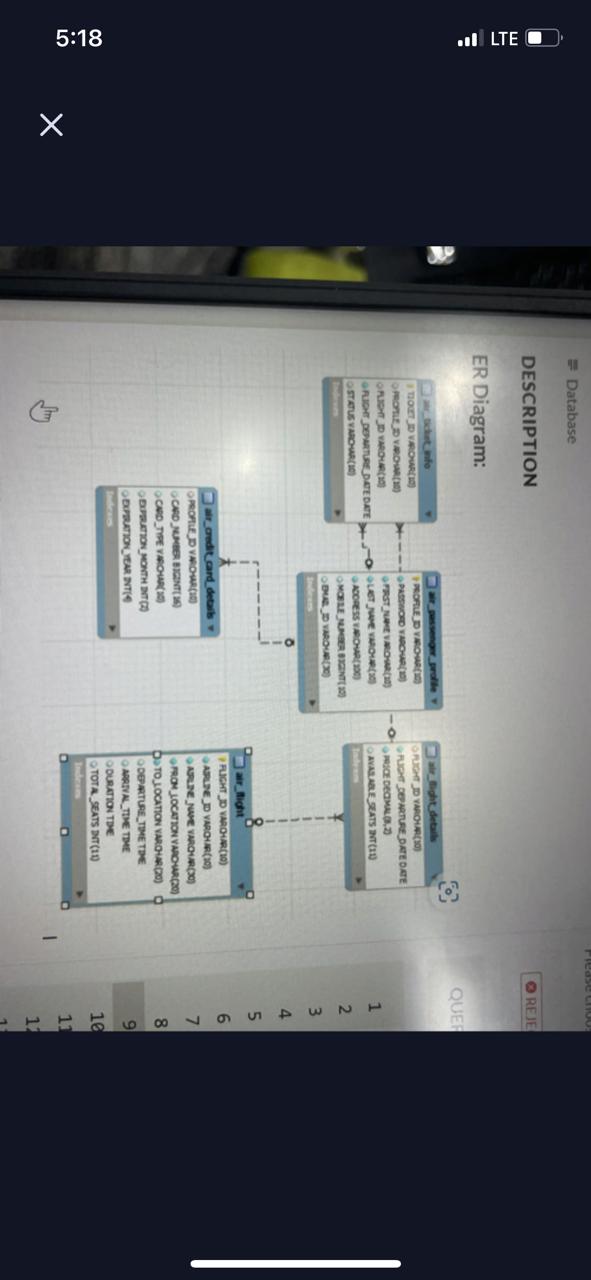 5:18
LTE
Database
DESCRIPTION
ER Diagram:
air_ticket_info
TICKET_ID VARCHAR(10)
PROFILE_ID VARCHAR(10)
FLIGHT_ID VARCHAR(10)
FLIGHT_DEPARTURE_DATE DATE
STATUS VARCHAR(10)
Indexes
air_passenger_profile
PROFILE_ID VARCHAR(10)
PASSWORD VARCHAR(10)
FIRST_NAME VARCHAR(10)
LAST_NAME VARCHAR(10)
ADDRESS VARCHAR(100)
MOBILE_NUMBER BIGINT(10)
EMAIL_ID VARCHAR(30)
Indexes
air_flight_details
FLIGHT_ID VARCHAR(10)
FLIGHT_DEPARTURE_DATE DATE
PRICE DECIMAL(8,2)
AVAILABLE_SEATS INT(11)
Indexes
air_credit_card_details
PROFILE_ID VARCHAR(10)
CARD_NUMBER BIGINT(16)
CARD_TYPE VARCHAR(10)
EXPIRATION_MONTH INT(2)
EXPIRATION_YEAR INT(4)
Indexes
air_flight
FLIGHT_ID VARCHAR(10)
AIRLINE_ID VARCHAR(10)
AIRLINE_NAME VARCHAR(30)
FROM_LOCATION VARCHAR(20)
TO_LOCATION VARCHAR(20)
DEPARTURE_TIME TIME
ARRIVAL_TIME TIME
DURATION TIME
TOTAL_SEATS INT(11)
Indexes
REJE
QUER
1
2
3
4
5
6
7
8
9
10
11